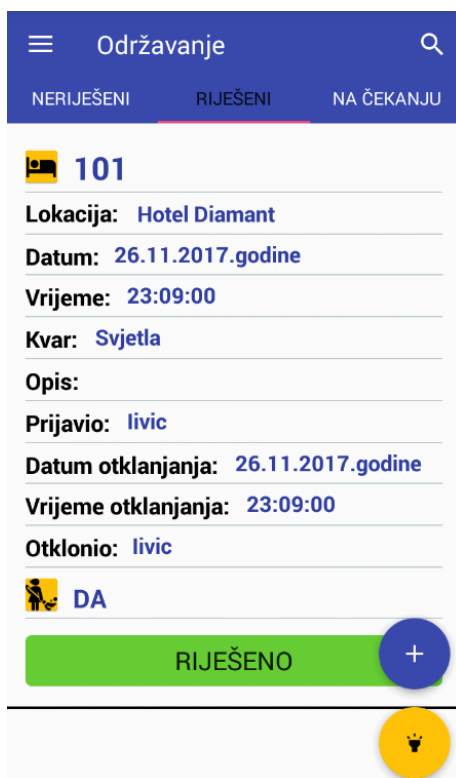 Održavanje
NERIJEŠENI RIJEŠENI NA ČEKANJU
101
Lokacija: Hotel Diamant
Datum: 26.11.2017.godine
Vrijeme: 23:09:00
Kvar: Svjetla
Opis:
Prijavio: livic
Datum otklanjanja: 26.11.2017.godine
Vrijeme otklanjanja: 23:09:00
Otklonio: livic
DA
RIJEŠENO
+